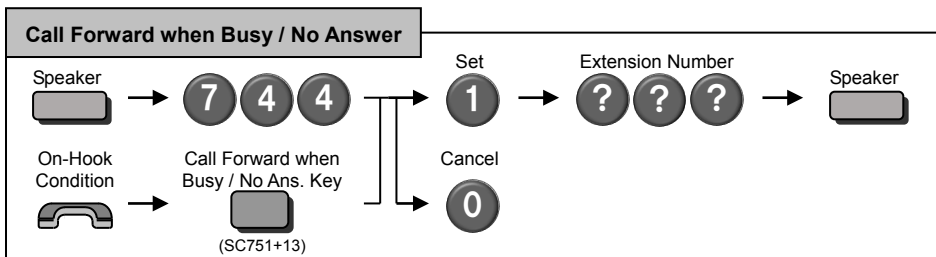 Call Forward when Busy / No Answer
Speaker
7 4 4
Set
1
Extension Number
? ? ?
Speaker
On-Hook
Condition
Call Forward when
Busy / No Ans. Key
(SC751+13)
Cancel
0